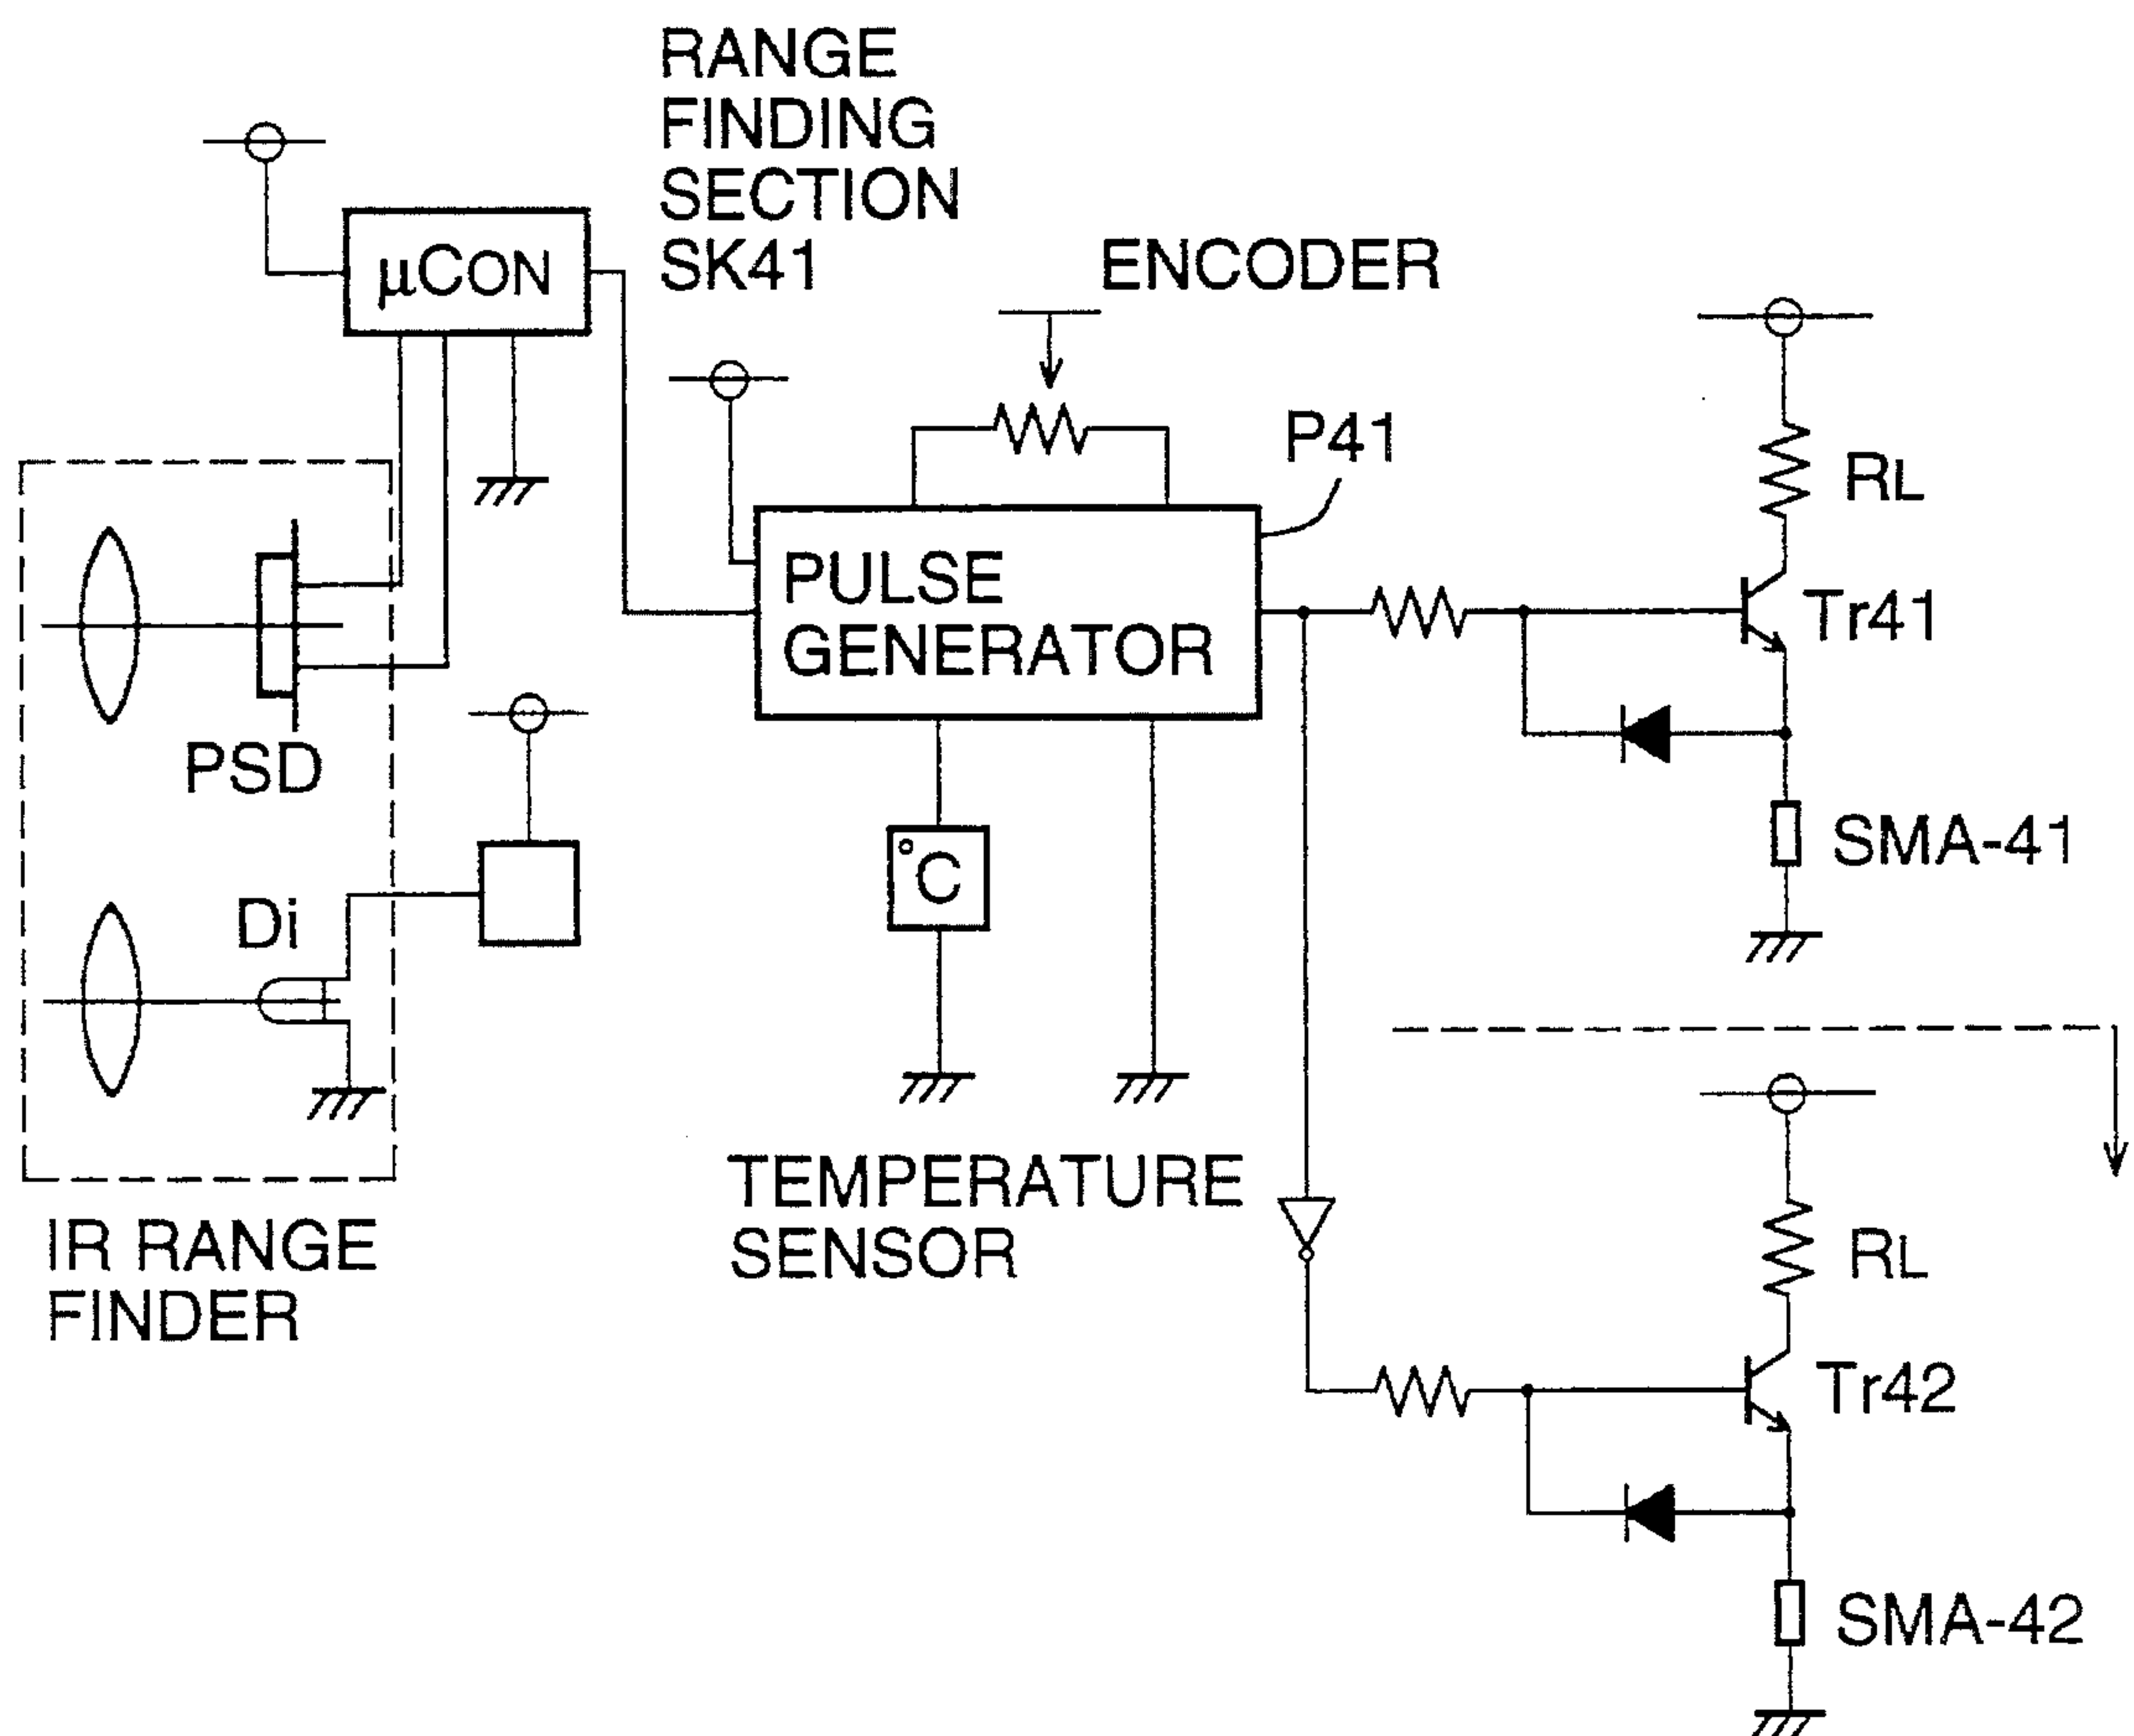 RANGE
FINDING
SECTION
SK41
μCON
ENCODER
P41
RL
PULSE
GENERATOR
Tr41
PSD
°C
SMA-41
Di
TEMPERATURE
SENSOR
IR RANGE
FINDER
RL
Tr42
SMA-42